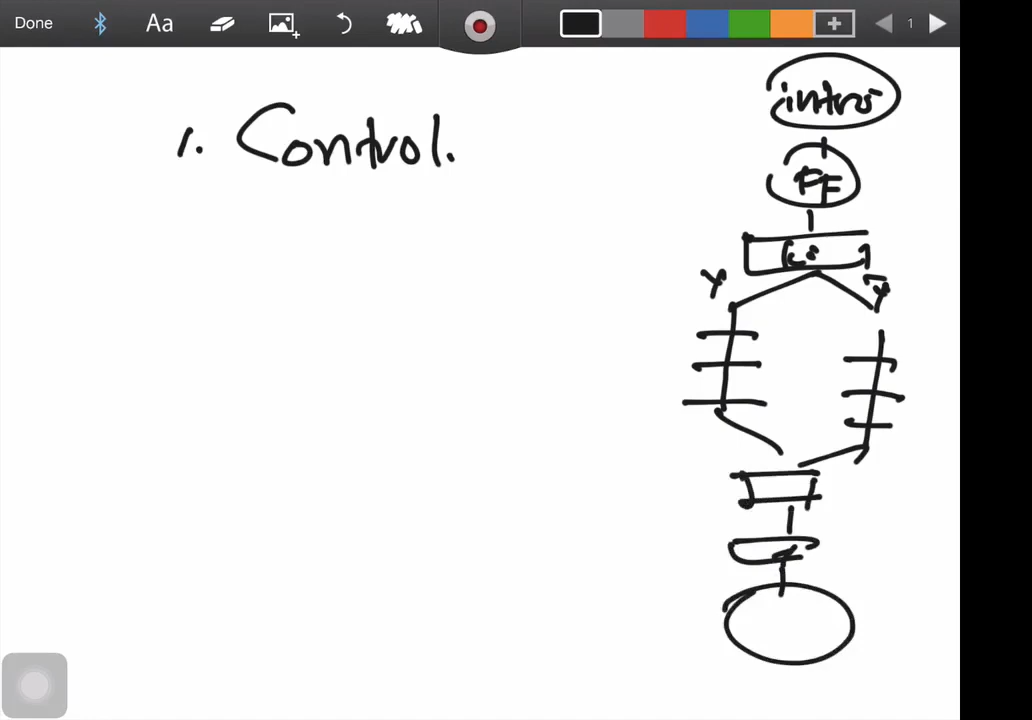 Done Aa 1
intro
1. Control.
FF
Y Y